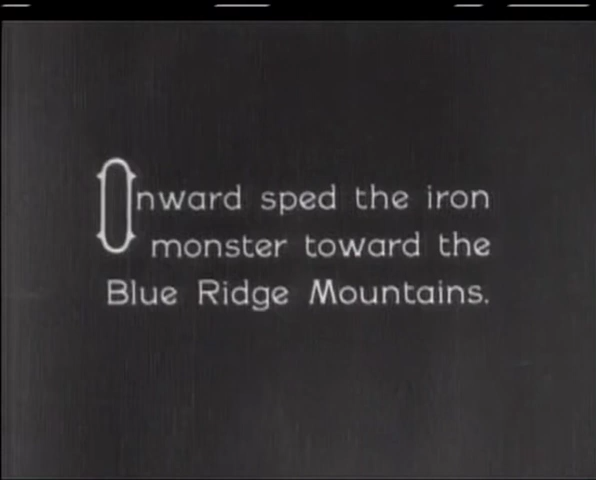 Onward sped the iron
monster toward the
Blue Ridge Mountains.